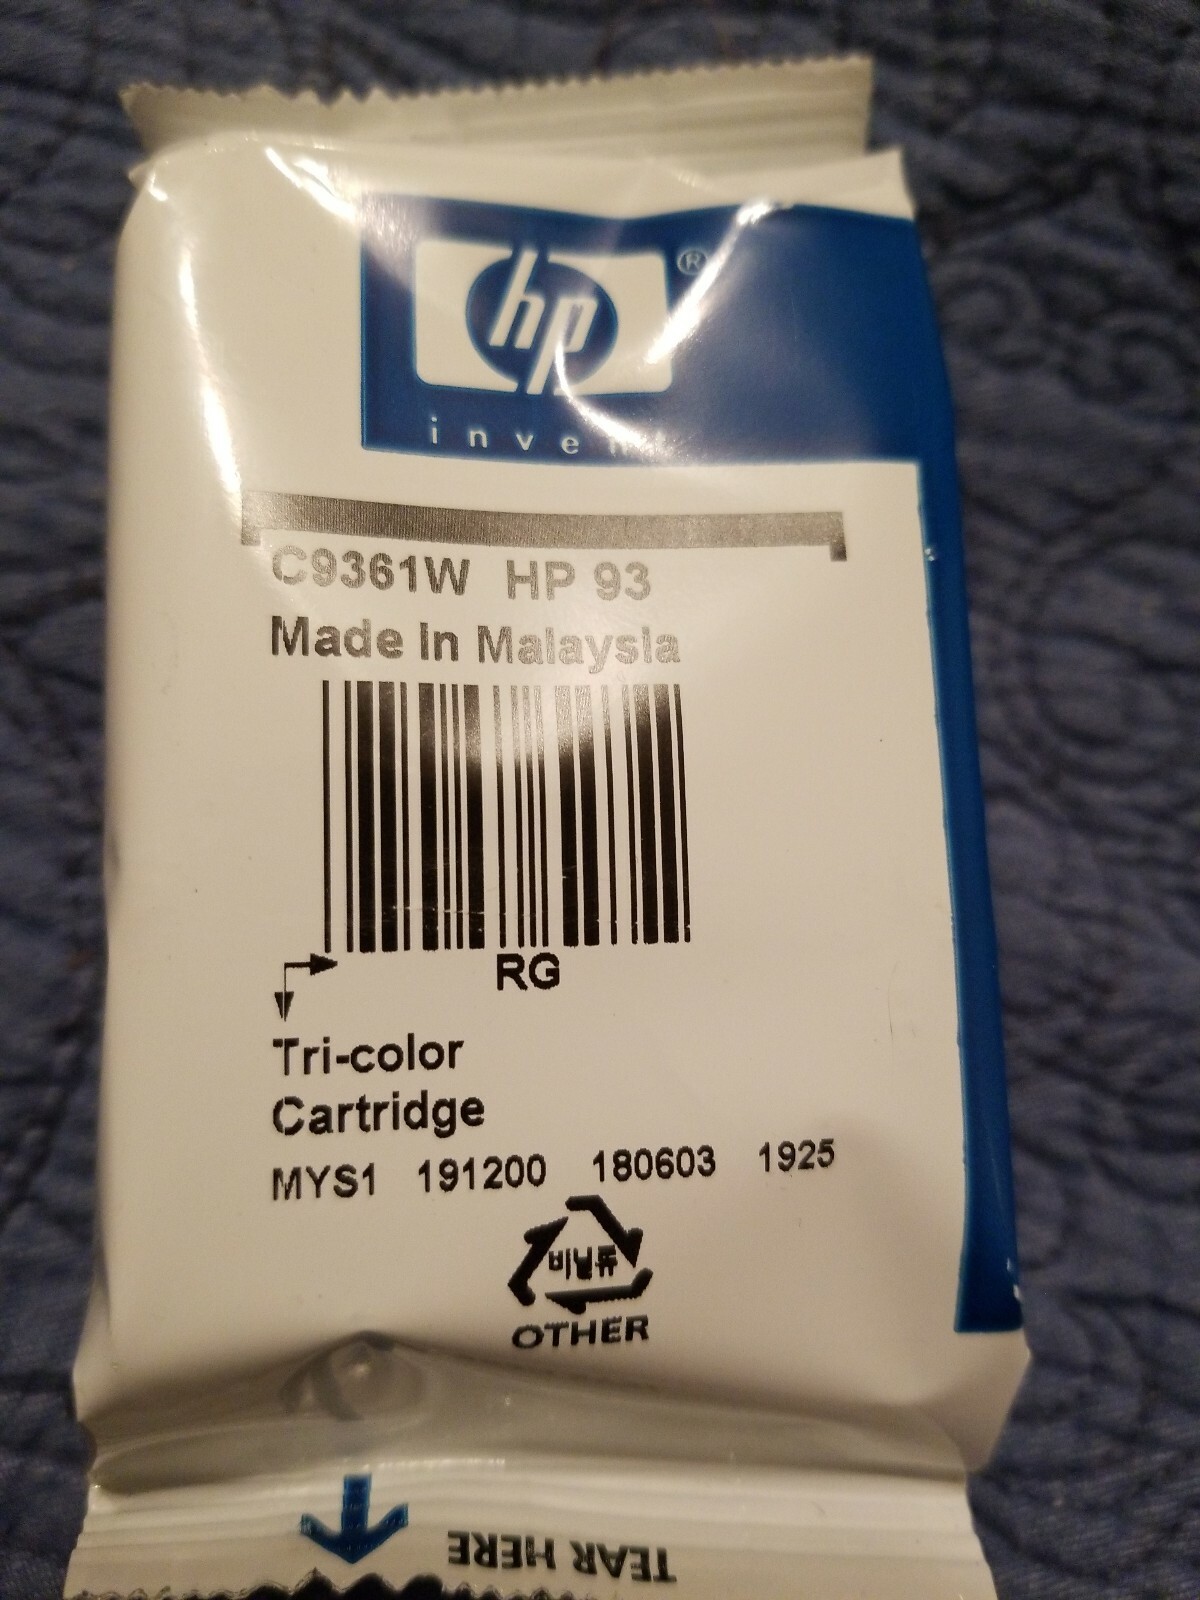 hp®
invent
C9361W HP 93
Made In Malaysia
RG
Tri-color
Cartridge
MYS1 191200 180603 1925
비닐류
OTHER
TEAR HERE